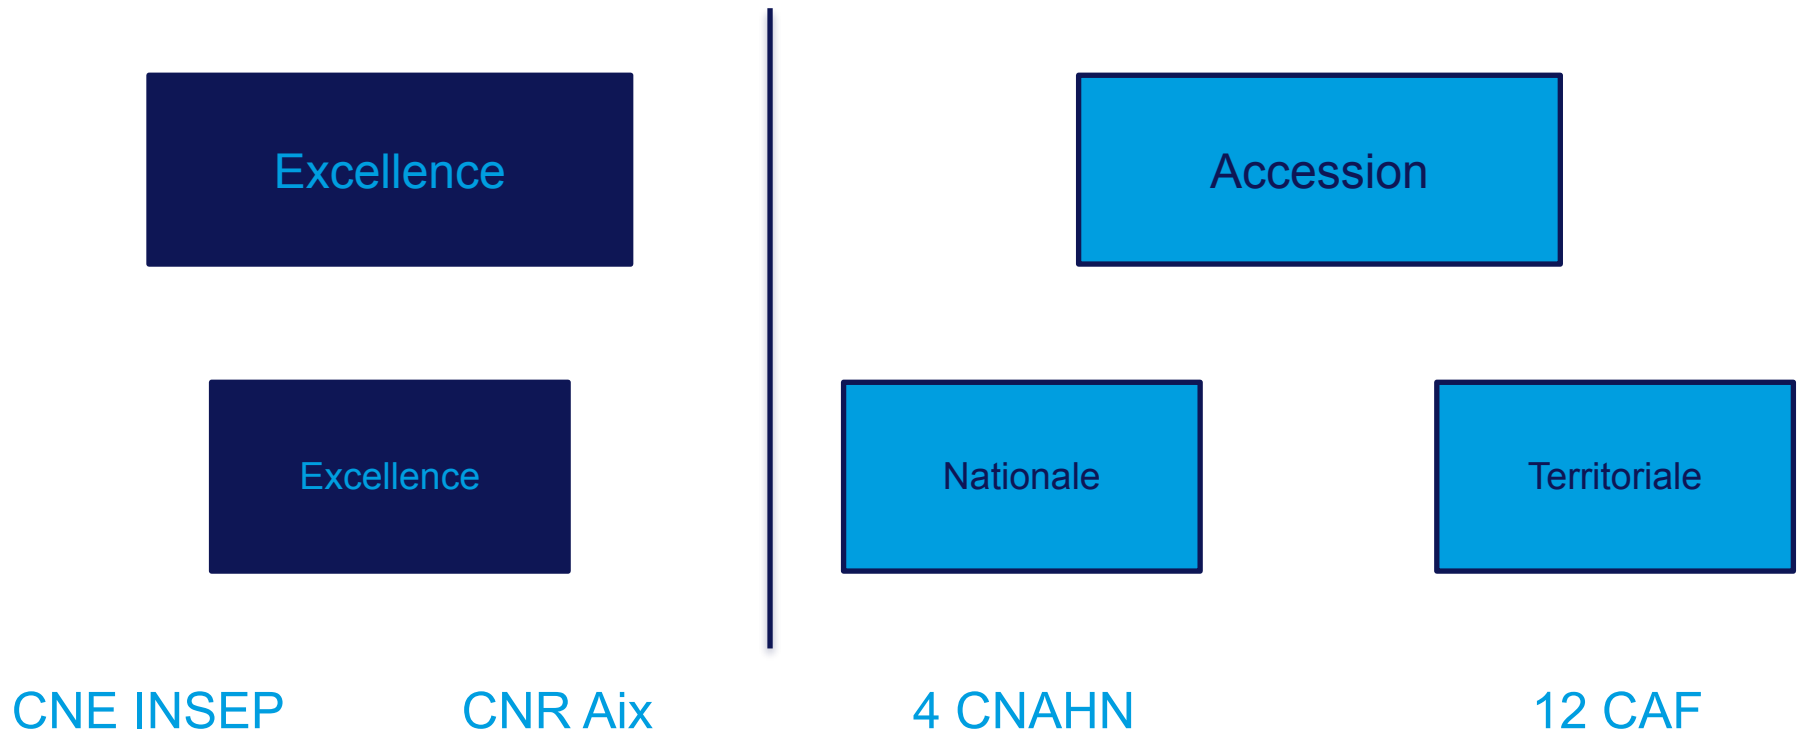 Excellence
Accession
Excellence
Nationale
Territoriale
CNE INSEP
CNR Aix
4 CNAHN
12 CAF